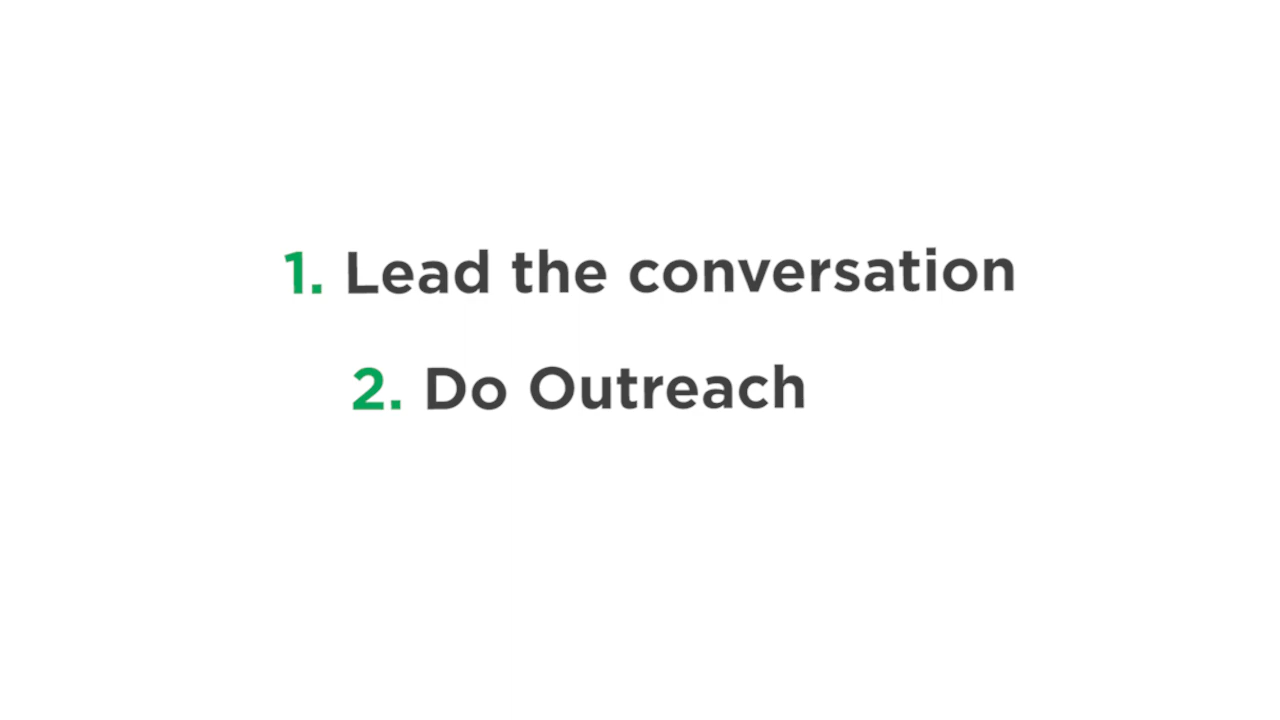 1. Lead the conversation
2. Do Outreach